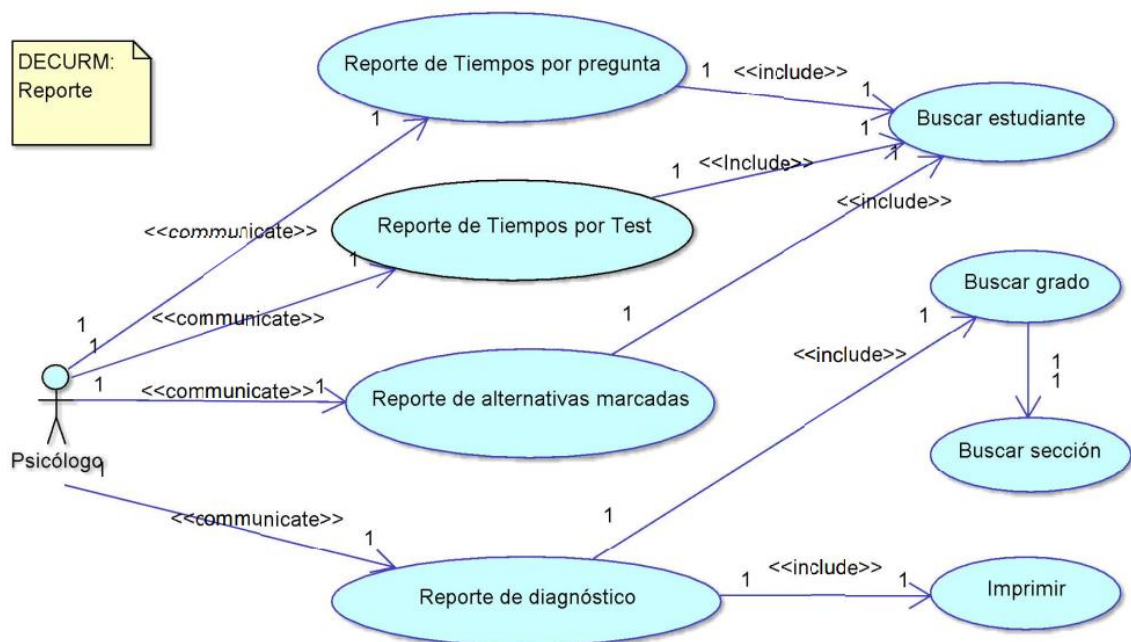 DECURM:
Reporte
Reporte de Tiempos por pregunta
1
<<include>>
1
Buscar estudiante
1
1
<<Include>>
1
1
Reporte de Tiempos por Test
<<include>>
<<communicate>>
1
Buscar grado
<<communicate>>
1
1
1
1
<<include>>
1
1
<<communicate>>
1
Reporte de alternativas marcadas
1
1
Psicólogo
1
Buscar sección
<<communicate>>
1
1
<<include>>
1
1
Reporte de diagnóstico
Imprimir